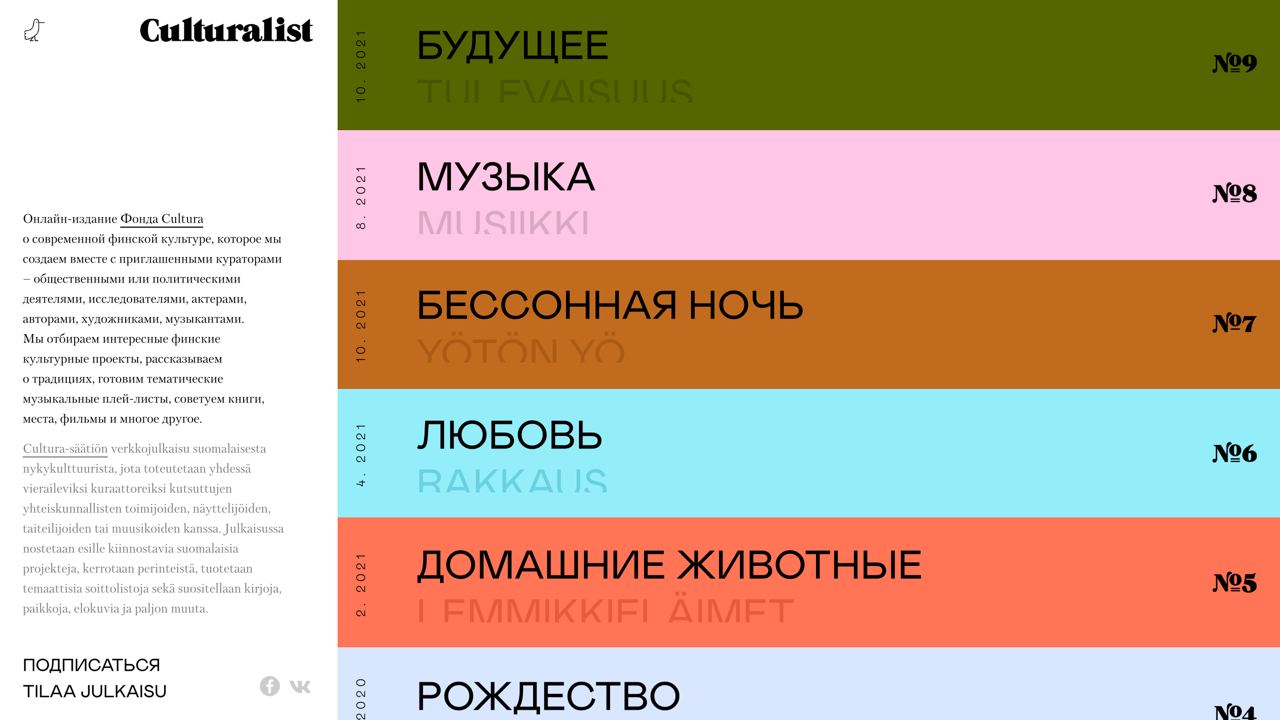 Culturalist
Онлайн-издание Фонда Cultura
о современной финской культуре, которое мы
создаем вместе с приглашенными кураторами
– общественными или политическими
деятелями, исследователями, актерами,
авторами, художниками, музыкантами.
Мы отбираем интересные финские
культурные проекты, рассказываем
о традициях, готовим тематические
музыкальные плей-листы, советуем книги,
места, фильмы и многое другое.
Cultura-säätiön verkkojulkaisu suomalaisesta
nykykulttuurista, jota toteutetaan yhdessä
vieraileviksi kuraattoreiksi kutsuttujen
yhteiskunnallisten toimijoiden, näyttelijöiden,
taiteilijoiden tai muusikoiden kanssa. Julkaisussa
nostetaan esille kiinnostavia suomalaisia
projekteja, kerrotaan perinteistä, tuotetaan
temaattisia soittolistoja sekä suositellaan kirjoja,
paikkoja, elokuvia ja paljon muuta.
ПОДПИСАТЬСЯ
TILAA JULKAISU
10. 2021
БУДУЩЕЕ
TULEVAISUUS
№9
8. 2021
МУЗЫКА
MUSIIKKI
№8
10. 2021
БЕССОННАЯ НОЧЬ
YÖTÖN YÖ
№7
4. 2021
ЛЮБОВЬ
RAKKAUS
№6
2. 2021
ДОМАШНИЕ ЖИВОТНЫЕ
LEMMIKKIELÄIMET
№5
2020
РОЖДЕСТВО
№4